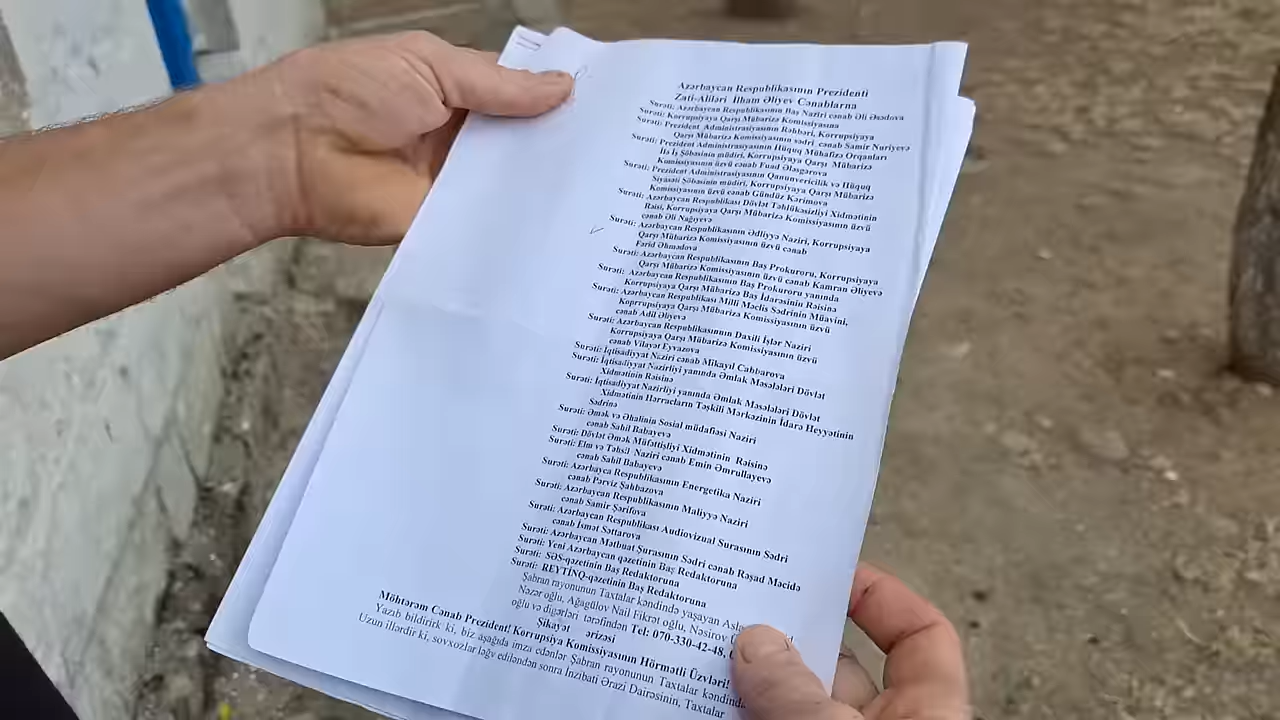 Azərbaycan Respublikasının Prezidenti
Zati-Aliləri İlham Əliyev Cənablarna
Surəti: Azərbaycan Respublikasının Baş Naziri cənab Əli Əsədova
Surəti: Korrupsiyaya Qarşı Mübarizə Komissiyasına
Surəti: Prezident Administrasiyasının Rəhbəri, Korrupsiyaya
Qarşı Mübarizə Komissiyasının sədri cənab Samir Nuriyevə
Surəti: Prezident Administrasiyasının Hüquq Mühafizə Orqanları
ilə İş Şöbəsinin müdiri, Korrupsiyaya Qarşı Mübarizə
Komissiyasının üzvü cənab Fuad Ələsgərova
Surəti: Prezident Administrasiyasının Qanunvericilik və Hüquq
Siyasəti Şöbəsinin müdiri, Korrupsiyaya Qarşı Mübarizə
Komissiyasının üzvü cənab Gündüz Kərimova
Surəti: Azərbaycan Respublikası Dövlət Təhlükəsizliyi Xidmətinin
Rəisi, Korrupsiyaya Qarşı Mübarizə Komissiyasının üzvü
cənab Əli Nağıyevə
Surəti: Azərbaycan Respublikasının Ədliyyə Naziri, Korrupsiyaya
Qarşı Mübarizə Komissiyasının üzvü cənab
Fərid Əhmədova
Surəti: Azərbaycan Respublikasının Baş Prokuroru, Korrupsiyaya
Qarşı Mübarizə Komissiyasının üzvü cənab Kamran Əliyevə
Surəti: Azərbaycan Respublikasının Baş Prokuroru yanında
Korrupsiyaya Qarşı Mübarizə Baş İdarəsinin Rəisinə
Surəti: Azərbaycan Respublikası Milli Məclis Sədrinin Müavini,
Koprrupsiyaya Qarşı Mübarizə Komissiyasının üzvü
cənab Adil Əliyevə
Surəti: Azərbaycan Respublikasının Daxili İşlər Naziri
Korrupsiyaya Qarşı Mübarizə Komissiyasının üzvü
cənab Vilayət Eyvazova
Surəti: İqtisadiyyat Naziri cənab Mikayıl Cabbarova
Surəti: İqtisadiyyat Nazirliyi yanında Əmlak Məsələləri Dövlət
Xidmətinin Rəisinə
Surəti: İqtisadiyyat Nazirliyi yanında Əmlak Məsələləri Dövlət
Xidmətinin Hərracların Təşkili Mərkəzinin İdarə Heyyətinin
Sədrinə
Surəti: Əmək və Əhalinin Sosial müdafiəsi Naziri
cənab Sahil Babayevə
Surəti: Dövlət Əmək Müfəttişliyi Xidmətinin Rəisinə
Surəti: Elm və Təhsil Naziri cənab Emin Əmrullayevə
cənab Sahil Babayevə
Surəti: Azərbayca Respublikasının Energetika Naziri
cənab Pərviz Şahbazova
Surəti: Azərbaycan Respublikasının Maliyyə Naziri
cənab Samir Şərifova
Surəti: Azərbaycan Respublikası Audiovizual Şurasının Sədri
cənab İsmət Səttarova
Surəti: Azərbaycan Mətbuat Şurasının Sədri cənab Rəşad Məcidə
Surəti: Yeni Azərbaycan qəzetinin Baş Redaktoruna
Surəti: SƏS-qəzetinin Baş Redaktoruna
Surəti: REYTİNQ-qəzetinin Baş Redaktoruna
Şabran rayonunun Taxtalar kəndində yaşayan
Nəzər oğlu, Ağagülov Nail Fikrət oğlu, Nəsirov
oğlu və digərləri tərəfindən Tel: 070-330-42-48,
Şikayət ərizəsi
Möhtərəm Cənab Prezident! Korrupsiya Komissiyasının Hörmətli Üzvləri!
Yazıb bildirirk ki, biz aşağıda imza edənlər Şabran rayonunun Taxtalar kəndində
Uzun illərdir ki, sovxozlar ləğv ediləndən sonra İnzibati Ərazi Dairəsinin, Taxtalar